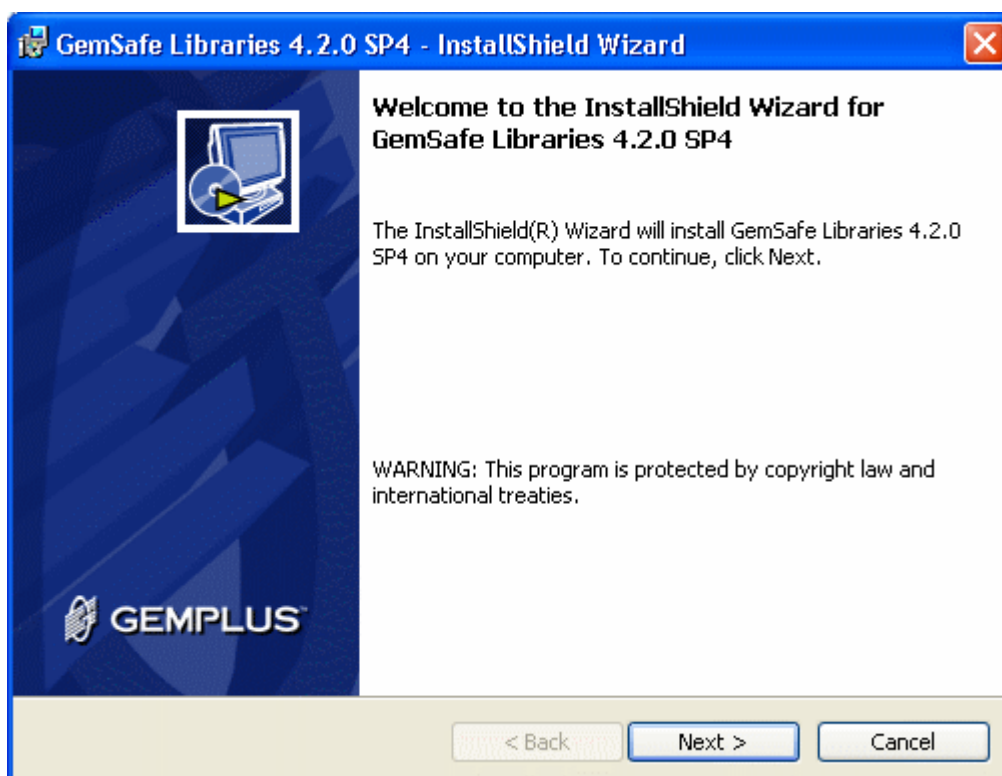 GemSafe Libraries 4.2.0 SP4 - InstallShield Wizard
Welcome to the InstallShield Wizard for
GemSafe Libraries 4.2.0 SP4
The InstallShield(R) Wizard will install GemSafe Libraries 4.2.0
SP4 on your computer. To continue, click Next.
WARNING: This program is protected by copyright law and
international treaties.
GEMPLUS™
< Back
Next >
Cancel